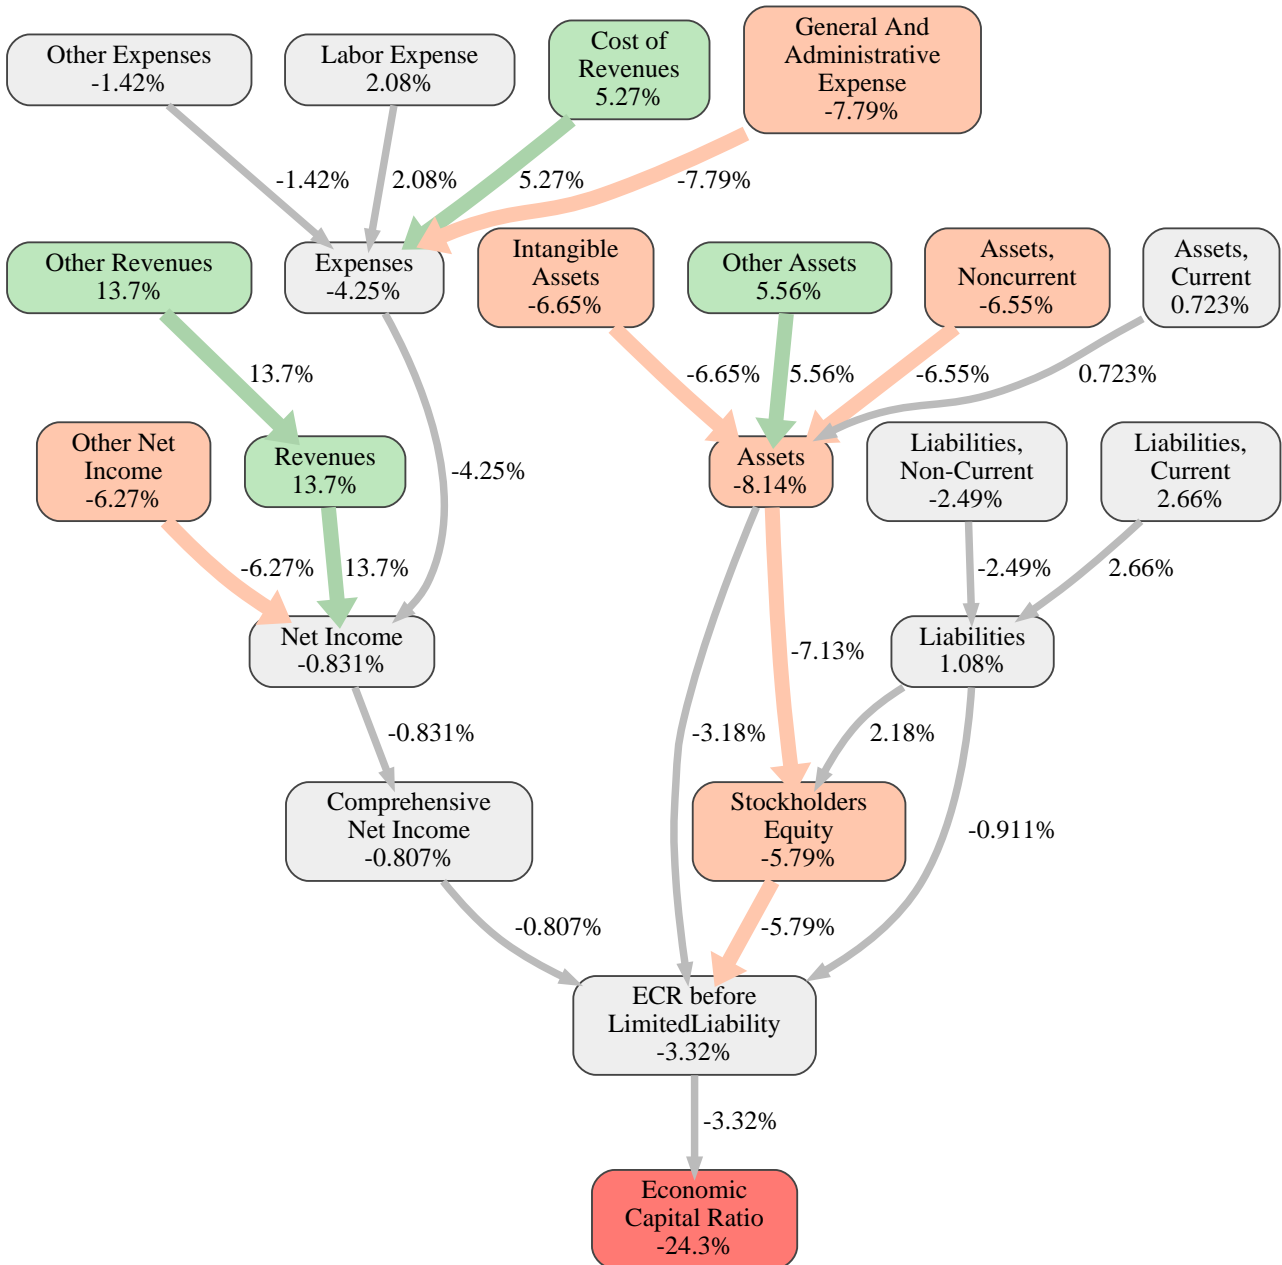 Other Expenses
-1.42%
Labor Expense
2.08%
Cost of
Revenues
5.27%
General And
Administrative
Expense
-7.79%
-1.42%
2.08%
5.27%
-7.79%
Other Revenues
13.7%
Expenses
-4.25%
Intangible
Assets
-6.65%
Other Assets
5.56%
Assets,
Noncurrent
-6.55%
Assets,
Current
0.723%
13.7%
-6.65%
5.56%
-6.55%
0.723%
Other Net
Income
-6.27%
Revenues
13.7%
-4.25%
Assets
-8.14%
Liabilities,
Non-Current
-2.49%
Liabilities,
Current
2.66%
-6.27%
13.7%
-2.49%
2.66%
Net Income
-0.831%
-7.13%
Liabilities
1.08%
-0.831%
-3.18%
2.18%
Comprehensive
Net Income
-0.807%
Stockholders
Equity
-5.79%
-0.911%
-0.807%
-5.79%
ECR before
LimitedLiability
-3.32%
-3.32%
Economic
Capital Ratio
-24.3%